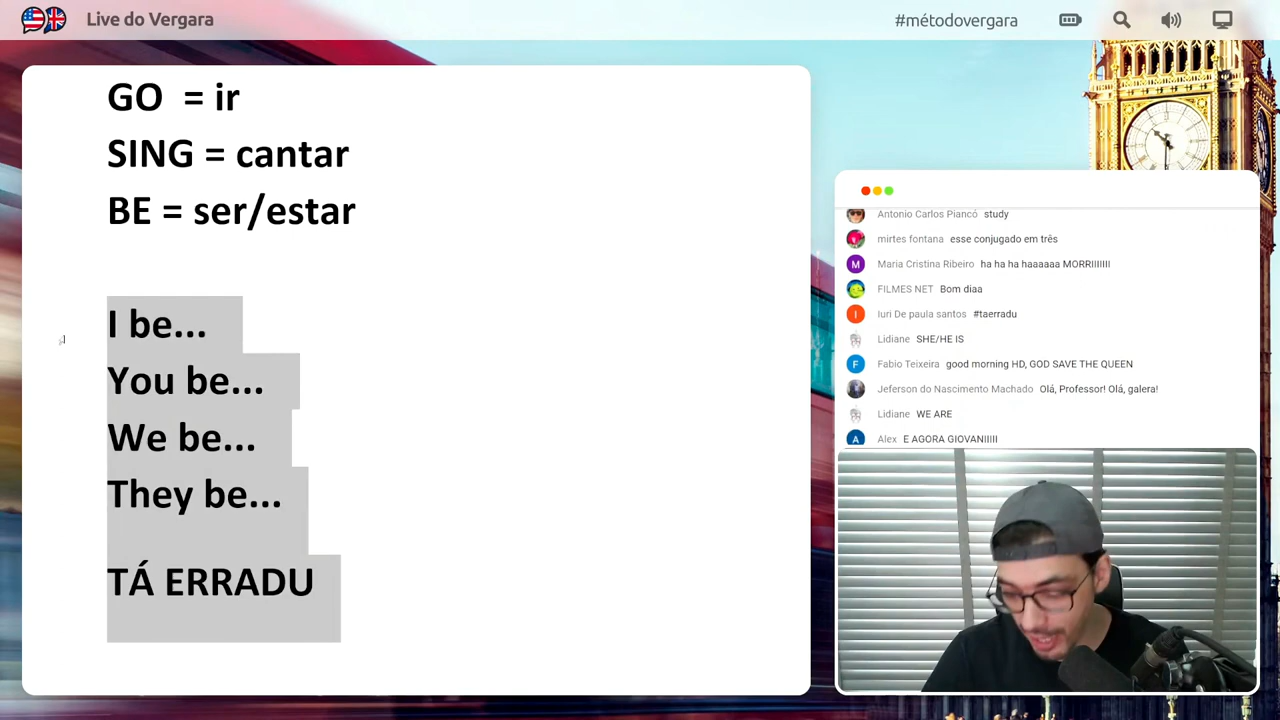 Live do Vergara
#métodovergara
GO = ir
SING = cantar
BE = ser/estar
I be...
You be...
We be...
They be...
TÁ ERRADU
Antonio Carlos Piancó study
mirtes fontana esse conjugado em três
M Maria Cristina Ribeiro ha ha ha haaaaaa MORRIIIIIIII
FILMES NET Bom diaa
I Iuri De paula santos #taerradu
Lidiane SHE/HE IS
F Fabio Teixeira good morning HD, GOD SAVE THE QUEEN
Jeferson do Nascimento Machado Olá, Professor! Olá, galera!
Lidiane WE ARE
A Alex E AGORA GIOVANIIIII